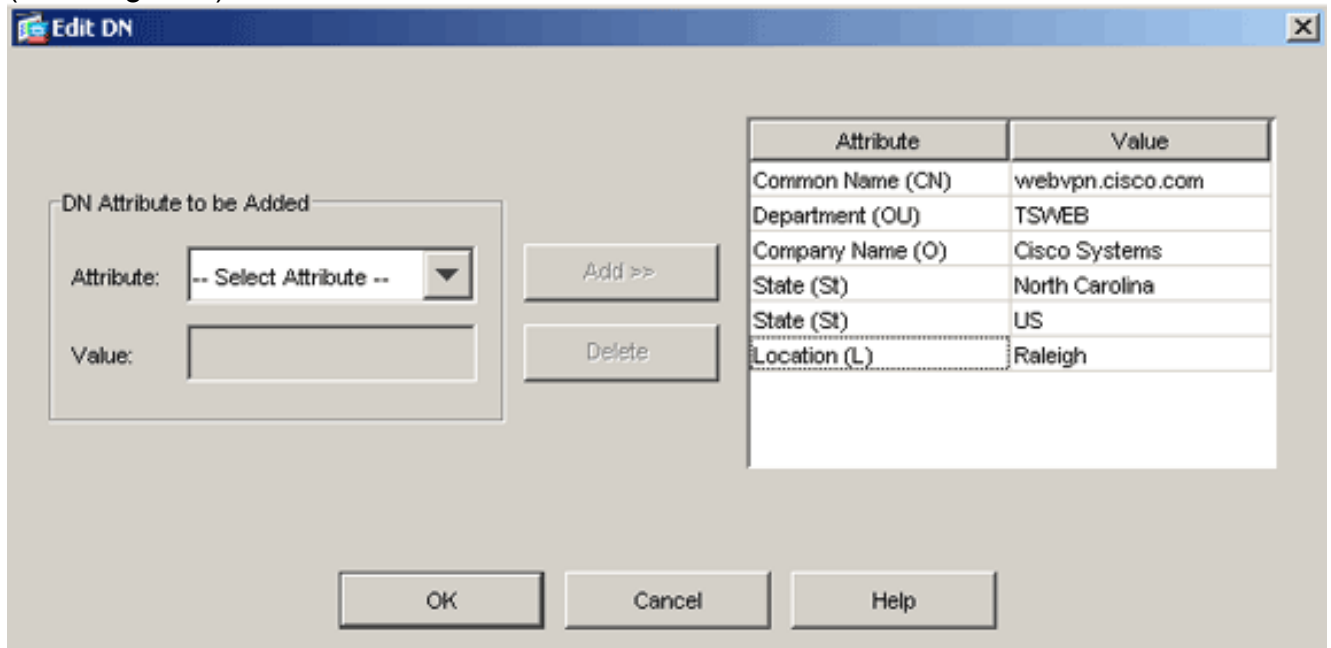 Edit DN
DN Attribute to be Added
Attribute: -- Select Attribute --
Value:
Add >>
Delete
Attribute Value
Common Name (CN) webvpn.cisco.com
Department (OU) TSWEB
Company Name (O) Cisco Systems
State (St) North Carolina
State (St) US
Location (L) Raleigh
OK Cancel Help